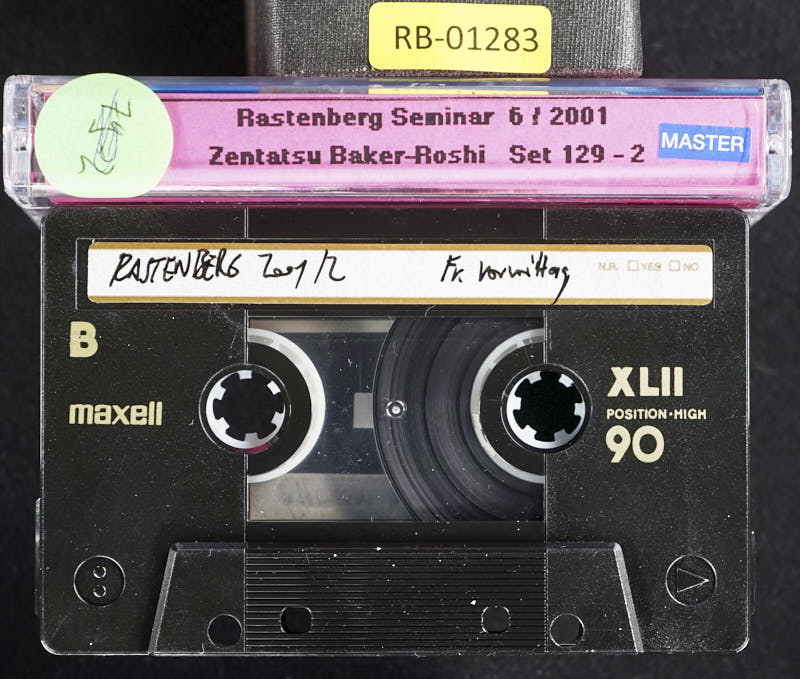 RB-01283
Rastenberg Seminar 6 / 2001
Zentatsu Baker-Roshi Set 129 - 2
MASTER
RASTENBERG 2001/2 Fr. Vormittag
N.R. YES NO
B
maxell
XLII
POSITION·HIGH
90